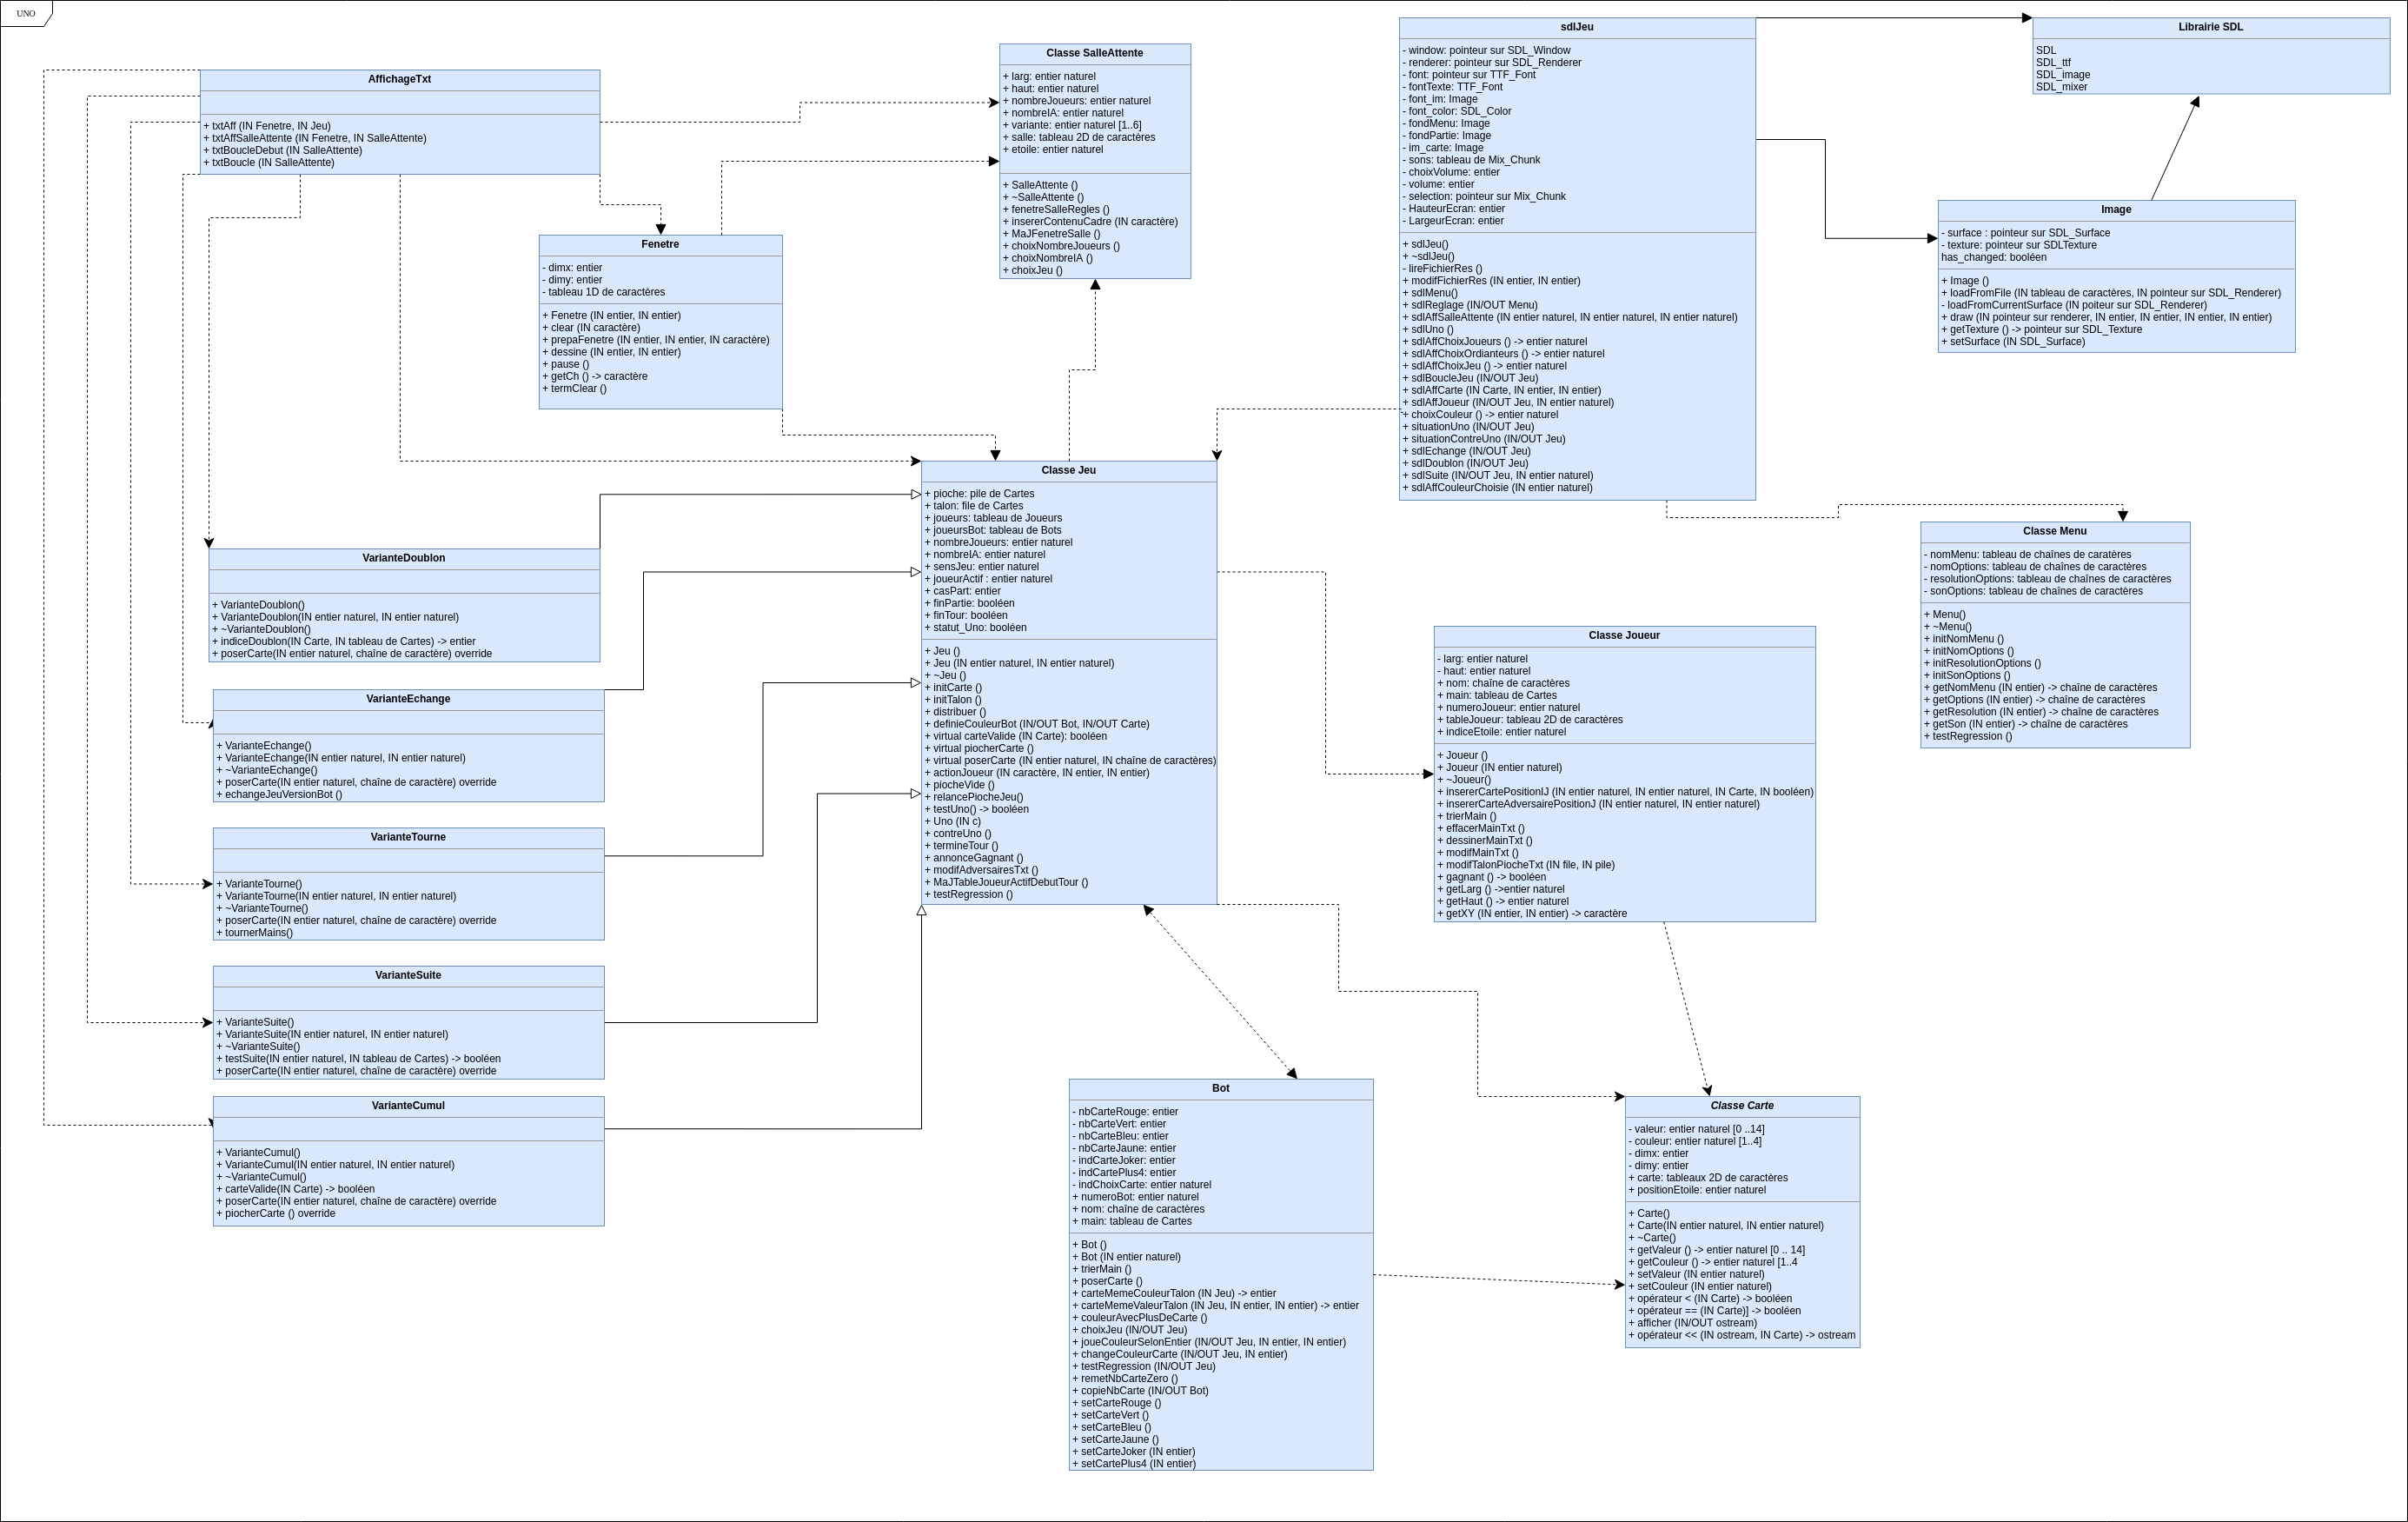 UNO
AffichageTxt
+ txtAff (IN Fenetre, IN Jeu)
+ txtAffSalleAttente (IN Fenetre, IN SalleAttente)
+ txtBoucleDebut (IN SalleAttente)
+ txtBoucle (IN SalleAttente)
Classe SalleAttente
+ larg: entier naturel
+ haut: entier naturel
+ nombreJoueurs: entier naturel
+ nombreIA: entier naturel
+ variante: entier naturel [1..6]
+ salle: tableau 2D de caractères
+ etoile: entier naturel
+ SalleAttente ()
+ ~SalleAttente ()
+ fenetreSalleRegles ()
+ insererContenuCadre (IN caractère)
+ MaJFenetreSalle ()
+ choixNombreJoueurs ()
+ choixNombreIA ()
+ choixJeu ()
sdlJeu
- window: pointeur sur SDL_Window
- renderer: pointeur sur SDL_Renderer
- font: pointeur sur TTF_Font
- fontTexte: TTF_Font
- font_im: Image
- font_color: SDL_Color
- fondMenu: Image
- fondPartie: Image
- im_carte: Image
- sons: tableau de Mix_Chunk
- choixVolume: entier
- volume: entier
- selection: pointeur sur Mix_Chunk
- HauteurEcran: entier
- LargeurEcran: entier
+ sdlJeu()
+ ~sdlJeu()
- lireFichierRes ()
+ modifFichierRes (IN entier, IN entier)
+ sdlMenu()
+ sdlReglage (IN/OUT Menu)
+ sdlAffSalleAttente (IN entier naturel, IN entier naturel, IN entier naturel)
+ sdlUno ()
+ sdlAffChoixJoueurs () -> entier naturel
+ sdlAffChoixOrdianteurs () -> entier naturel
+ sdlAffChoixJeu () -> entier naturel
+ sdlBoucleJeu (IN/OUT Jeu)
+ sdlAffCarte (IN Carte, IN entier, IN entier)
+ sdlAffJoueur (IN/OUT Jeu, IN entier naturel)
+ choixCouleur () -> entier naturel
+ situationUno (IN/OUT Jeu)
+ situationContreUno (IN/OUT Jeu)
+ sdlEchange (IN/OUT Jeu)
+ sdlDoublon (IN/OUT Jeu)
+ sdlSuite (IN/OUT Jeu, IN entier naturel)
+ sdlAffCouleurChoisie (IN entier naturel)
Librairie SDL
SDL
SDL_ttf
SDL_image
SDL_mixer
Image
- surface : pointeur sur SDL_Surface
- texture: pointeur sur SDLTexture
has_changed: booléen
+ Image ()
+ loadFromFile (IN tableau de caractères, IN pointeur sur SDL_Renderer)
- loadFromCurrentSurface (IN poiteur sur SDL_Renderer)
+ draw (IN pointeur sur renderer, IN entier, IN entier, IN entier, IN entier)
+ getTexture () -> pointeur sur SDL_Texture
+ setSurface (IN SDL_Surface)
Fenetre
- dimx: entier
- dimy: entier
- tableau 1D de caractères
+ Fenetre (IN entier, IN entier)
+ clear (IN caractère)
+ prepaFenetre (IN entier, IN entier, IN caractère)
+ dessine (IN entier, IN entier)
+ pause ()
+ getCh () -> caractère
+ termClear ()
Classe Jeu
+ pioche: pile de Cartes
+ talon: file de Cartes
+ joueurs: tableau de Joueurs
+ joueursBot: tableau de Bots
+ nombreJoueurs: entier naturel
+ nombreIA: entier naturel
+ sensJeu: entier naturel
+ joueurActif : entier naturel
+ casPart: entier
+ finPartie: booléen
+ finTour: booléen
+ statut_Uno: booléen
+ Jeu ()
+ Jeu (IN entier naturel, IN entier naturel)
+ ~Jeu ()
+ initCarte ()
+ initTalon ()
+ distribuer ()
+ definieCouleurBot (IN/OUT Bot, IN/OUT Carte)
+ virtual carteValide (IN Carte): booléen
+ virtual piocherCarte ()
+ virtual poserCarte (IN entier naturel, IN chaîne de caractères)
+ actionJoueur (IN caractère, IN entier, IN entier)
+ piocheVide ()
+ relancePiocheJeu()
+ testUno() -> booléen
+ Uno (IN c)
+ contreUno ()
+ termineTour ()
+ annonceGagnant ()
+ modifAdversairesTxt ()
+ MaJTableJoueurActifDebutTour ()
+ testRegression ()
Classe Menu
- nomMenu: tableau de chaînes de caratères
- nomOptions: tableau de chaînes de caractères
- resolutionOptions: tableau de chaînes de caractères
- sonOptions: tableau de chaînes de caractères
+ Menu()
+ ~Menu()
+ initNomMenu ()
+ initNomOptions ()
+ initResolutionOptions ()
+ initSonOptions ()
+ getNomMenu (IN entier) -> chaîne de caractères
+ getOptions (IN entier) -> chaîne de caractères
+ getResolution (IN entier) -> chaîne de caractères
+ getSon (IN entier) -> chaîne de caractères
+ testRegression ()
VarianteDoublon
+ VarianteDoublon()
+ VarianteDoublon(IN entier naturel, IN entier naturel)
+ ~VarianteDoublon()
+ indiceDoublon(IN Carte, IN tableau de Cartes) -> entier
+ poserCarte(IN entier naturel, chaîne de caractère) override
Classe Joueur
- larg: entier naturel
- haut: entier naturel
+ nom: chaîne de caractères
+ main: tableau de Cartes
+ numeroJoueur: entier naturel
+ tableJoueur: tableau 2D de caractères
+ indiceEtoile: entier naturel
+ Joueur ()
+ Joueur (IN entier naturel)
+ ~Joueur()
+ insererCartePositionIJ (IN entier naturel, IN entier naturel, IN Carte, IN booléen)
+ insererCarteAdversairePositionJ (IN entier naturel, IN entier naturel)
+ trierMain ()
+ effacerMainTxt ()
+ dessinerMainTxt ()
+ modifMainTxt ()
+ modifTalonPiocheTxt (IN file, IN pile)
+ gagnant () -> booléen
+ getLarg () ->entier naturel
+ getHaut () -> entier naturel
+ getXY (IN entier, IN entier) -> caractère
VarianteEchange
+ VarianteEchange()
+ VarianteEchange(IN entier naturel, IN entier naturel)
+ ~VarianteEchange()
+ poserCarte(IN entier naturel, chaîne de caractère) override
+ echangeJeuVersionBot ()
VarianteTourne
+ VarianteTourne()
+ VarianteTourne(IN entier naturel, IN entier naturel)
+ ~VarianteTourne()
+ poserCarte(IN entier naturel, chaîne de caractère) override
+ tournerMains()
VarianteSuite
+ VarianteSuite()
+ VarianteSuite(IN entier naturel, IN entier naturel)
+ ~VarianteSuite()
+ testSuite(IN entier naturel, IN tableau de Cartes) -> booléen
+ poserCarte(IN entier naturel, chaîne de caractère) override
VarianteCumul
+ VarianteCumul()
+ VarianteCumul(IN entier naturel, IN entier naturel)
+ ~VarianteCumul()
+ carteValide(IN Carte) -> booléen
+ poserCarte(IN entier naturel, chaîne de caractère) override
+ piocherCarte () override
Bot
- nbCarteRouge: entier
- nbCarteVert: entier
- nbCarteBleu: entier
- nbCarteJaune: entier
- indCarteJoker: entier
- indCartePlus4: entier
- indChoixCarte: entier naturel
+ numeroBot: entier naturel
+ nom: chaîne de caractères
+ main: tableau de Cartes
+ Bot ()
+ Bot (IN entier naturel)
+ trierMain ()
+ poserCarte ()
+ carteMemeCouleurTalon (IN Jeu) -> entier
+ carteMemeValeurTalon (IN Jeu, IN entier, IN entier) -> entier
+ couleurAvecPlusDeCarte ()
+ choixJeu (IN/OUT Jeu)
+ joueCouleurSelonEntier (IN/OUT Jeu, IN entier, IN entier)
+ changeCouleurCarte (IN/OUT Jeu, IN entier)
+ testRegression (IN/OUT Jeu)
+ remetNbCarteZero ()
+ copieNbCarte (IN/OUT Bot)
+ setCarteRouge ()
+ setCarteVert ()
+ setCarteBleu ()
+ setCarteJaune ()
+ setCarteJoker (IN entier)
+ setCartePlus4 (IN entier)
Classe Carte
- valeur: entier naturel [0 ..14]
- couleur: entier naturel [1..4]
- dimx: entier
- dimy: entier
+ carte: tableaux 2D de caractères
+ positionEtoile: entier naturel
+ Carte()
+ Carte(IN entier naturel, IN entier naturel)
+ ~Carte()
+ getValeur () -> entier naturel [0 .. 14]
+ getCouleur () -> entier naturel [1..4
+ setValeur (IN entier naturel)
+ setCouleur (IN entier naturel)
+ opérateur < (IN Carte) -> booléen
+ opérateur == (IN Carte)] -> booléen
+ afficher (IN/OUT ostream)
+ opérateur << (IN ostream, IN Carte) -> ostream